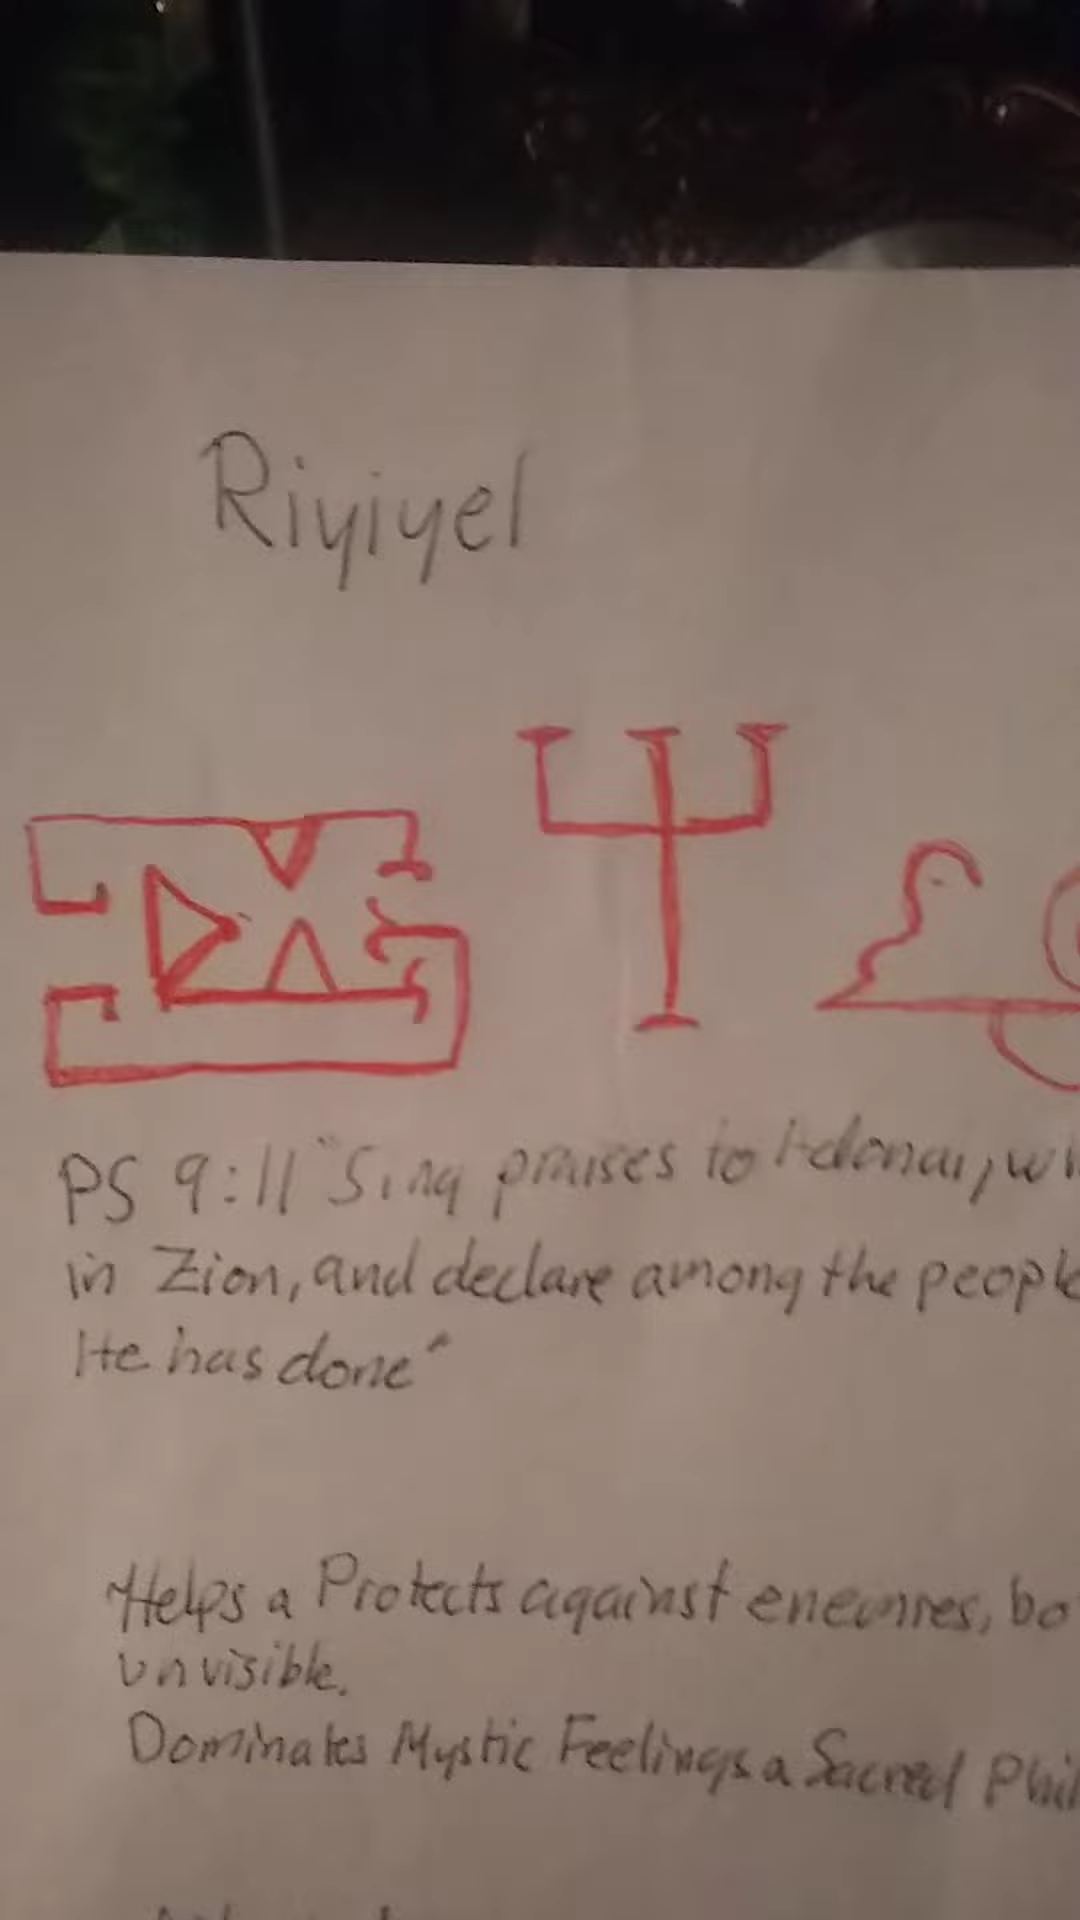 Riyiyel
PS 9:11 "Sing praises to Adonai,
in Zion, and declare among the
He has done"
Helps a Protects against enemies,
unvisible.
Dominates Mystic Feelings a Sacred